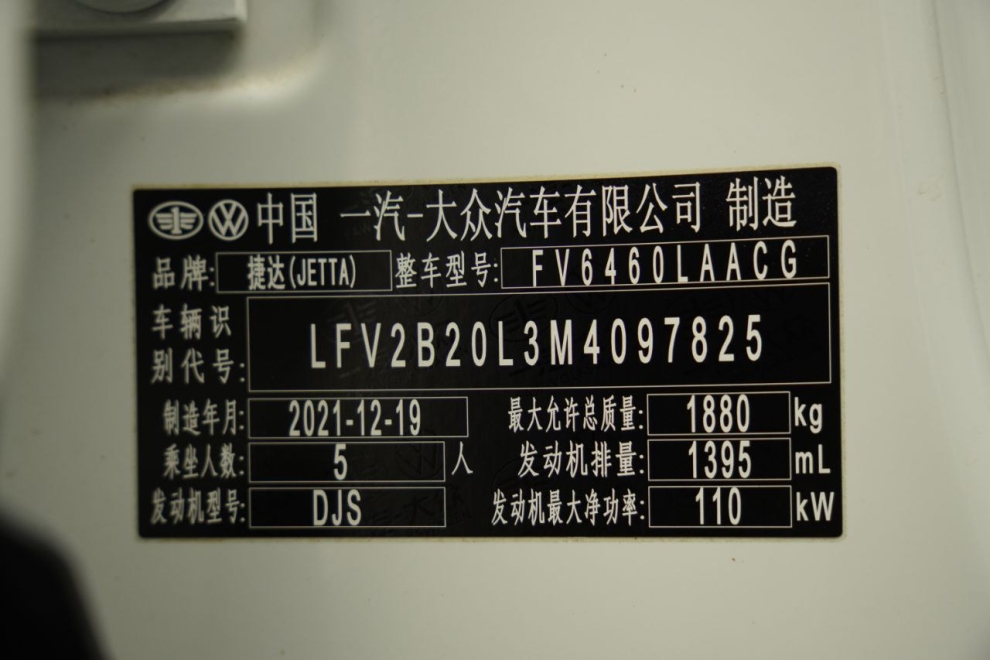 中国 一汽-大众汽车有限公司 制造
品牌: 捷达(JETTA) 整车型号: FV6460LAACG
车辆识别代号: LFV2B20L3M4097825
制造年月: 2021-12-19 最大允许总质量: 1880 kg
乘坐人数: 5 人 发动机排量: 1395 mL
发动机型号: DJS 发动机最大净功率: 110 kW